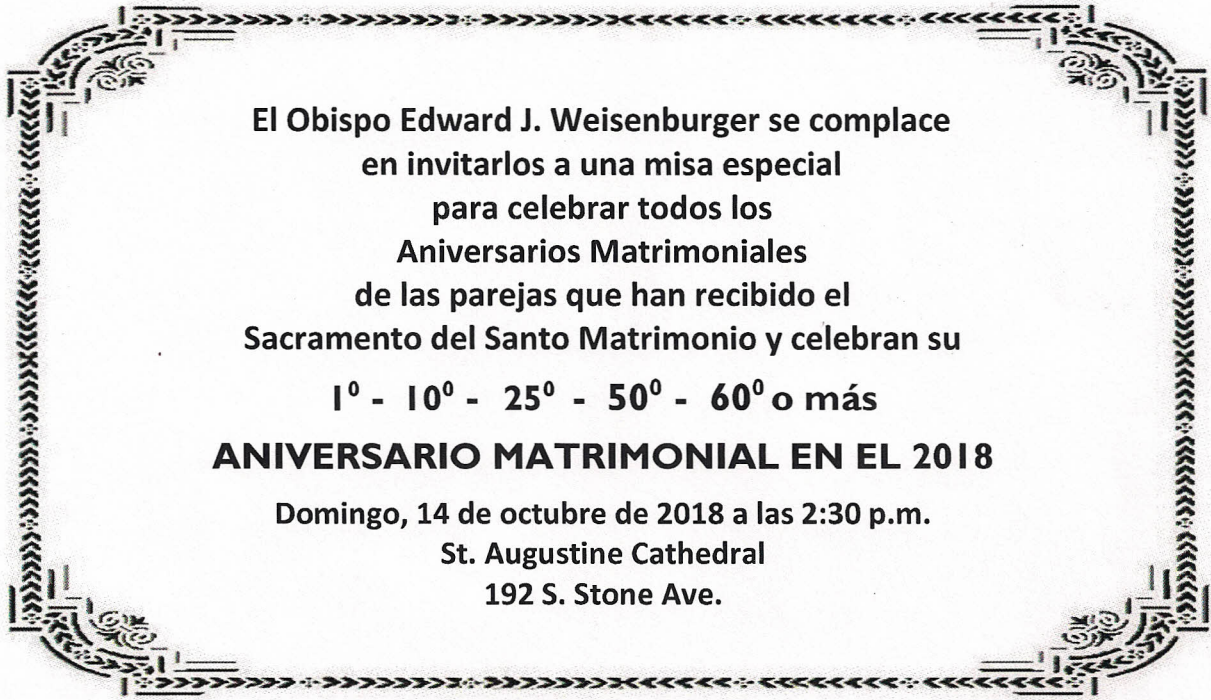 El Obispo Edward J. Weisenburger se complace
en invitarlos a una misa especial
para celebrar todos los
Aniversarios Matrimoniales
de las parejas que han recibido el
Sacramento del Santo Matrimonio y celebran su
1⁰ - 10⁰ - 25⁰ - 50⁰ - 60⁰ o más
ANIVERSARIO MATRIMONIAL EN EL 2018
Domingo, 14 de octubre de 2018 a las 2:30 p.m.
St. Augustine Cathedral
192 S. Stone Ave.